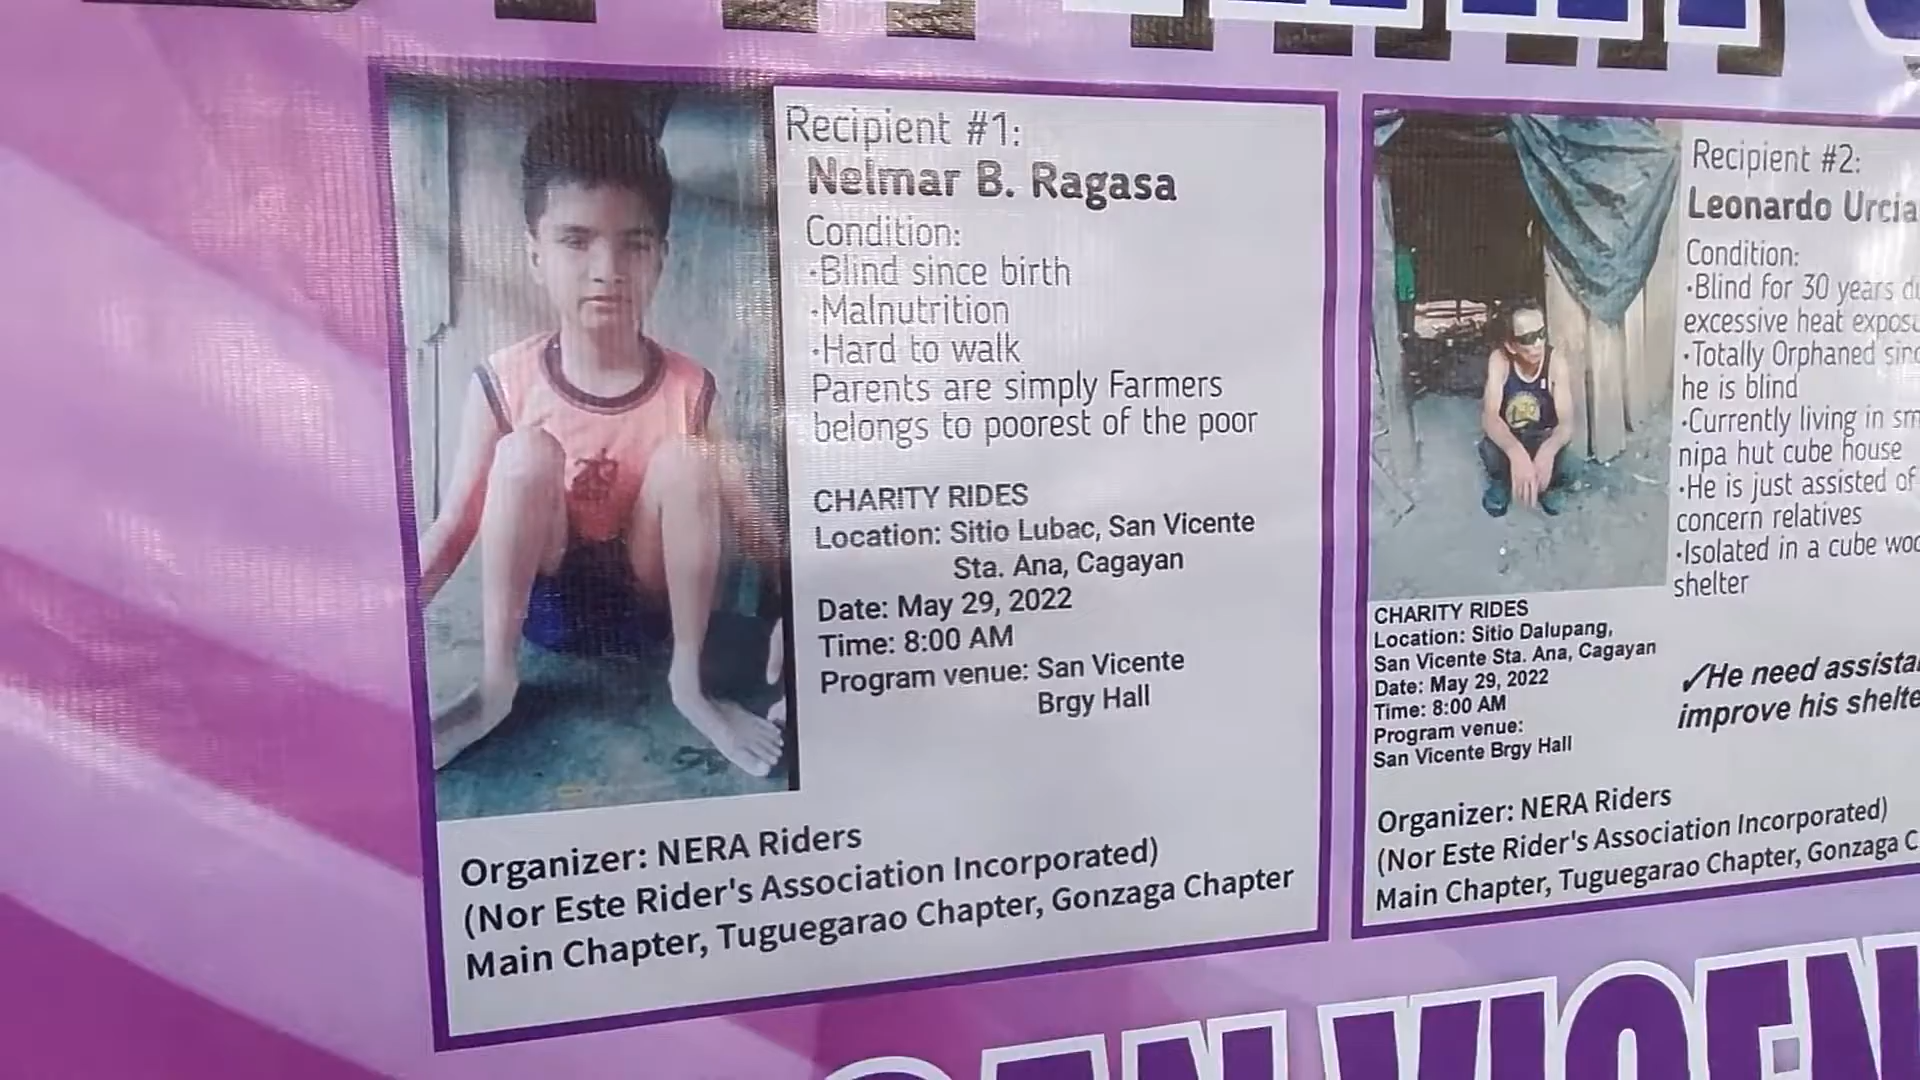 Recipient #1:
Nelmar B. Ragasa
Condition:
·Blind since birth
·Malnutrition
·Hard to walk
Parents are simply Farmers
belongs to poorest of the poor
CHARITY RIDES
Location: Sitio Lubac, San Vicente
Sta. Ana, Cagayan
Date: May 29, 2022
Time: 8:00 AM
Program venue: San Vicente
Brgy Hall
Organizer: NERA Riders
(Nor Este Rider's Association Incorporated)
Main Chapter, Tuguegarao Chapter, Gonzaga Chapter
Recipient #2:
Leonardo
Condition:
·Blind for 30 years
excessive heat
·Totally Orphaned
he is blind
·Currently living in
nipa hut cube house
·He is just assisted of
concern relatives
·Isolated in a cube
shelter
CHARITY RIDES
Location: Sitio Dalupang,
San Vicente Sta. Ana, Cagayan
Date: May 29, 2022
Time: 8:00 AM
Program venue:
San Vicente Brgy Hall
✓He need
improve his
Organizer: NERA Riders
(Nor Este Rider's Association Incorporated)
Main Chapter, Tuguegarao Chapter, Gonzaga